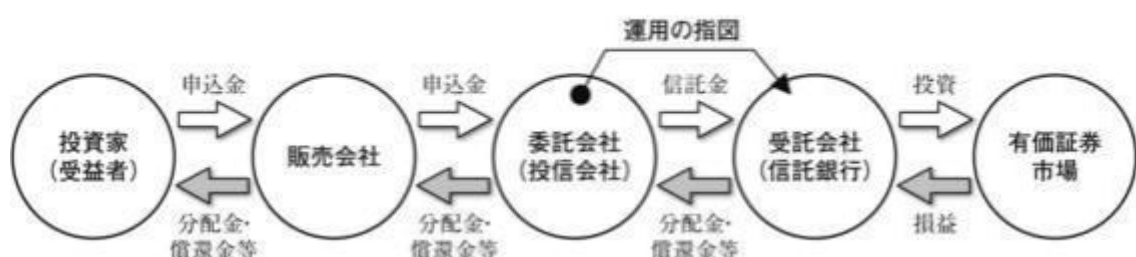 運用の指図
申込金
申込金
信託金
投資
投資家
（受益者）
販売会社
委託会社
（投信会社）
受託会社
（信託銀行）
有価証券
市場
分配金・
償還金等
分配金・
償還金等
分配金・
償還金等
損益